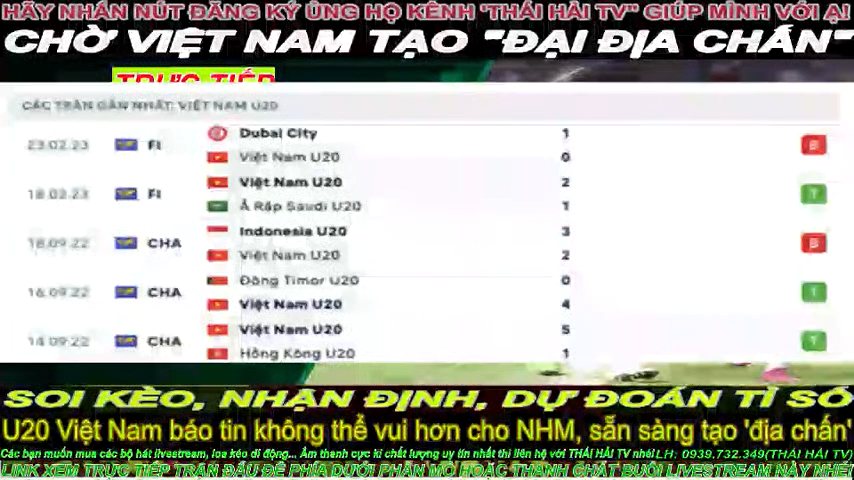 HÃY NHẤN NÚT ĐĂNG KÝ ỦNG HỘ KÊNH "THÁI HẢI TV" GIÚP MÌNH VỚI Ạ!
CHỜ VIỆT NAM TẠO "ĐẠI ĐỊA CHẤN"
TRỰC TIẾP
CÁC TRẬN GẦN NHẤT: VIỆT NAM U20
23.02.23 FI Dubai City 1 B
Việt Nam U20 0
18.02.23 FI Việt Nam U20 2 T
Ả Rập Saudi U20 1
18.09.22 CHA Indonesia U20 3 B
Việt Nam U20 2
16.09.22 CHA Đông Timor U20 0 T
Việt Nam U20 4
14.09.22 CHA Việt Nam U20 5 T
Hồng Kông U20 1
SOI KÈO, NHẬN ĐỊNH, DỰ ĐOÁN TỈ SỐ
U20 Việt Nam báo tin không thể vui hơn cho NHM, sẵn sàng tạo 'địa chấn'
Các bạn muốn mua các bộ hát livestream, loa kéo di động... Âm thanh cực kì chất lượng uy tín nhất thì liên hệ với THÁI HẢI TV nhé! LH: 0939.732.349(THÁI HẢI TV)
LINK XEM TRỰC TIẾP TRẬN ĐẤU ĐỂ PHÍA DƯỚI PHẦN MÔ HOẶC THANH CHAT BUỔI LIVESTREAM NÀY NHÉ!